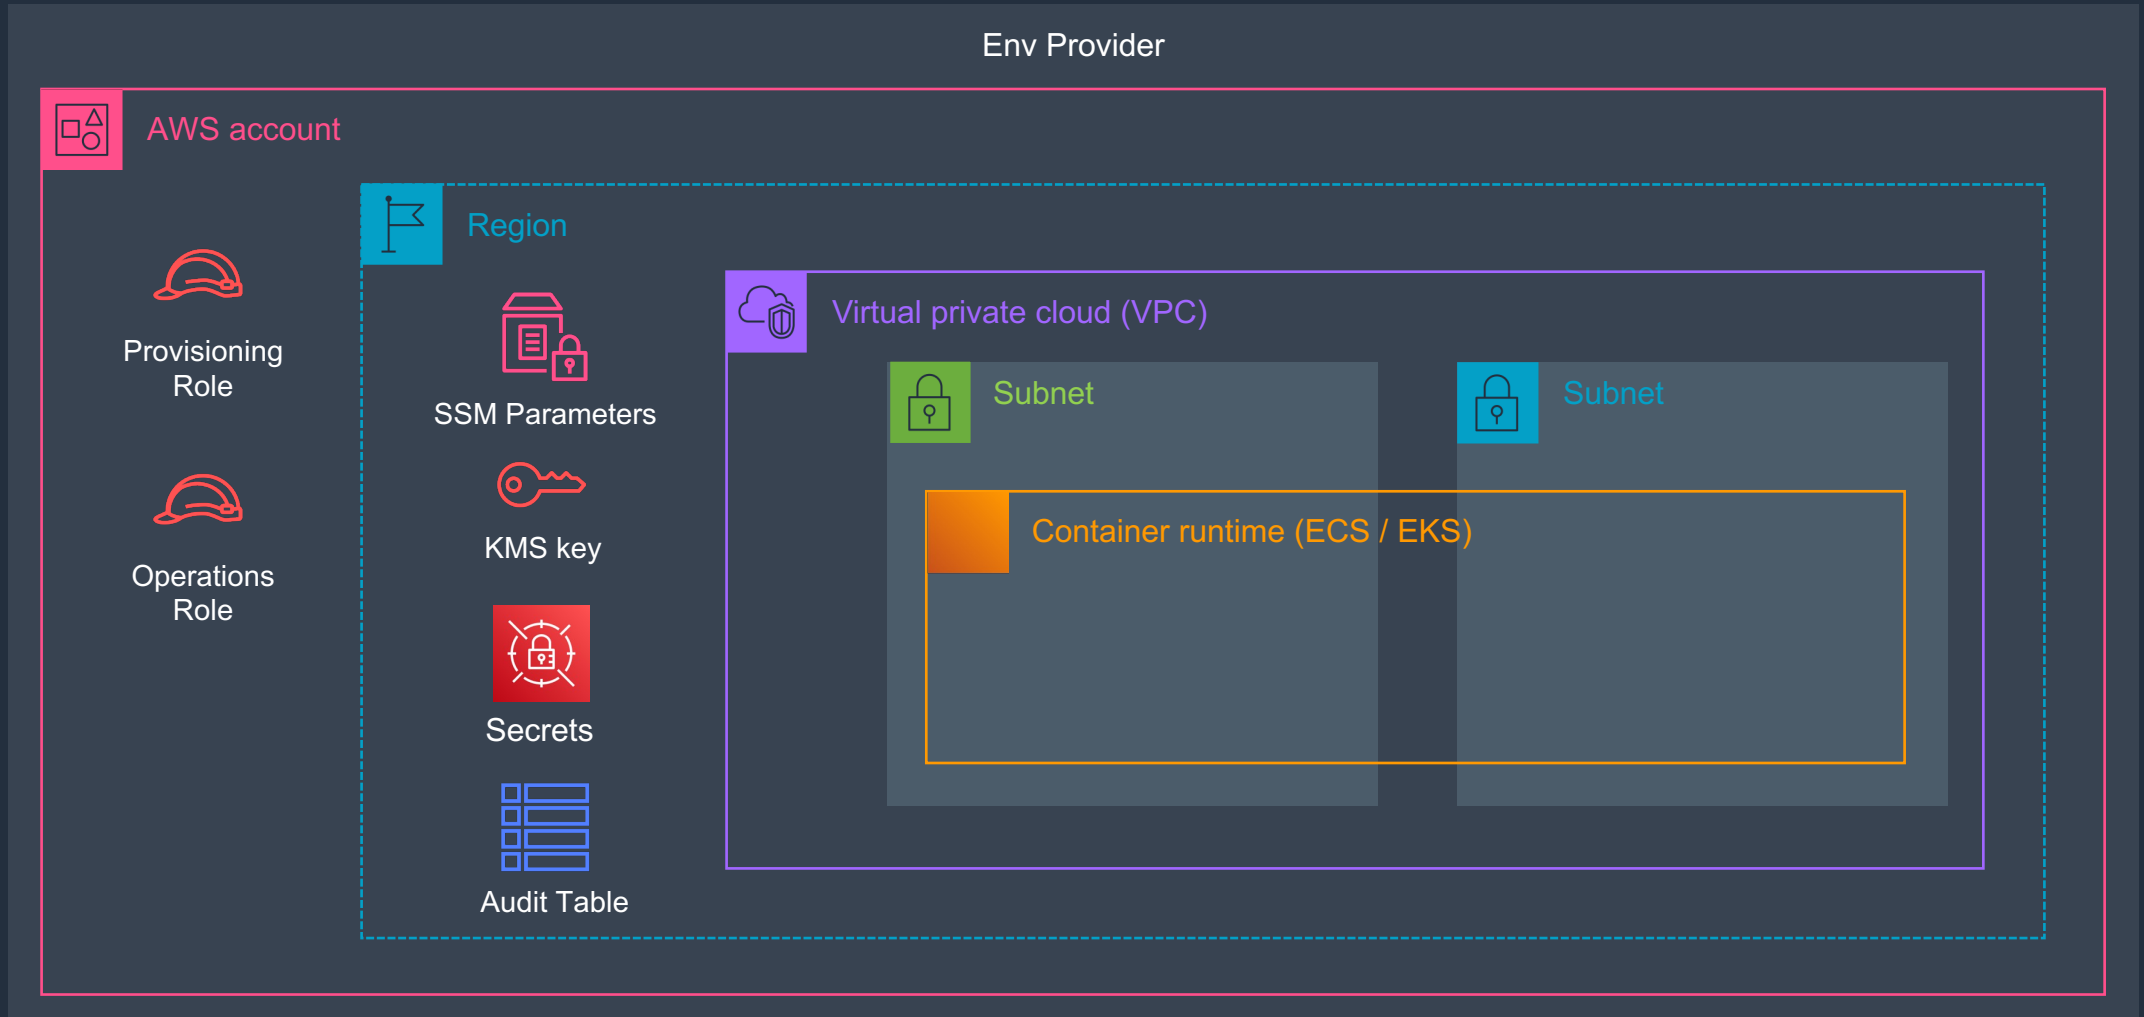 Env Provider
AWS account
Region
Virtual private cloud (VPC)
Provisioning
Role
SSM Parameters
Subnet
Subnet
Container runtime (ECS / EKS)
KMS key
Operations
Role
Secrets
Audit Table